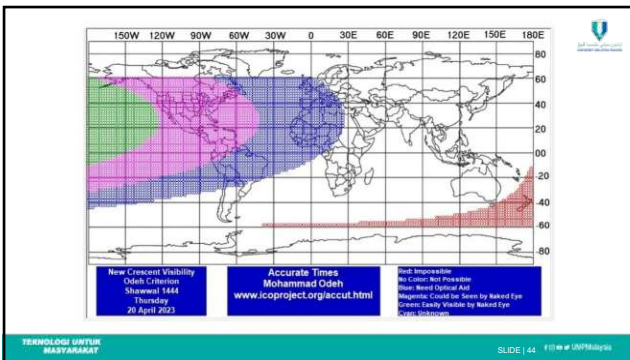 150W 120W 90W 60W 30W 0 30E 60E 90E 120E 150E 180E
80
60
40
20
00
-20
-40
-60
-80
New Crescent Visibility
Odeh Criterion
Shawwal 1444
Thursday
20 April 2023
Accurate Times
Mohammad Odeh
www.icoproject.org/accut.html
Red: Impossible
No Color: Not Possible
Blue: Need Optical Aid
Magenta: Could be Seen by Naked Eye
Green: Easily Visible by Naked Eye
Cyan: Unknown
TEKNOLOGI UNTUK
MASYARAKAT
SLIDE | 44
UMPMalaysia